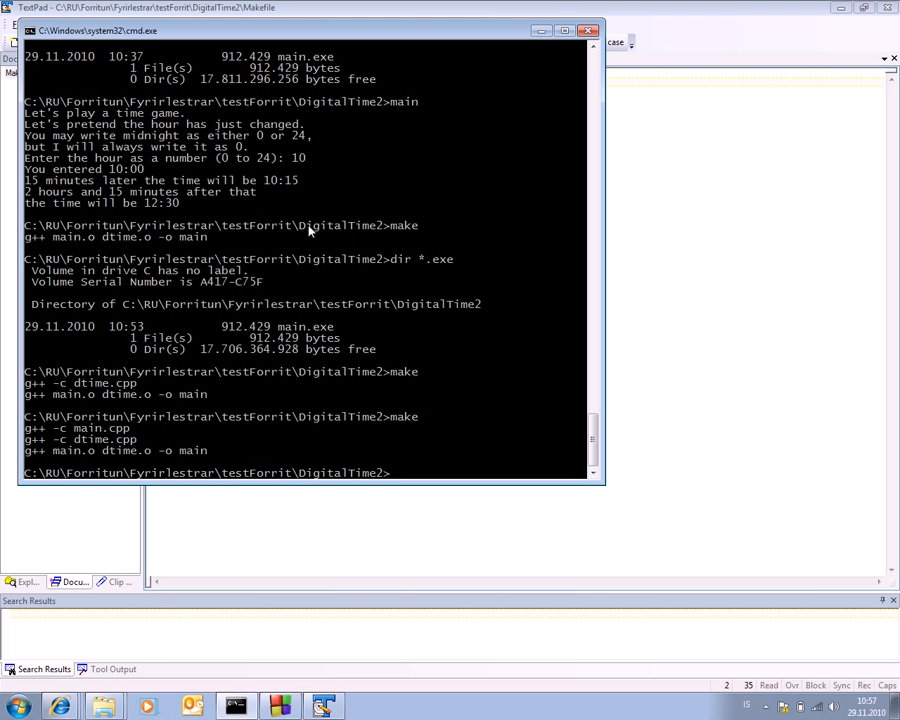 TextPad - C:\RU\Forritun\Fyrirlestrar\testForrit\DigitalTime2\Makefile
C:\Windows\system32\cmd.exe
case
29.11.2010  10:37           912.429 main.exe
1 File(s)        912.429 bytes
0 Dir(s)  17.811.296.256 bytes free
C:\RU\Forritun\Fyrirlestrar\testForrit\DigitalTime2>main
Let's play a time game.
Let's pretend the hour has just changed.
You may write midnight as either 0 or 24,
but I will always write it as 0.
Enter the hour as a number (0 to 24): 10
You entered 10:00
15 minutes later the time will be 10:15
2 hours and 15 minutes after that
the time will be 12:30
C:\RU\Forritun\Fyrirlestrar\testForrit\DigitalTime2>make
g++ main.o dtime.o -o main
C:\RU\Forritun\Fyrirlestrar\testForrit\DigitalTime2>dir *.exe
Volume in drive C has no label.
Volume Serial Number is A417-C75F
Directory of C:\RU\Forritun\Fyrirlestrar\testForrit\DigitalTime2
29.11.2010  10:53           912.429 main.exe
1 File(s)        912.429 bytes
0 Dir(s)  17.706.364.928 bytes free
C:\RU\Forritun\Fyrirlestrar\testForrit\DigitalTime2>make
g++ -c dtime.cpp
g++ main.o dtime.o -o main
C:\RU\Forritun\Fyrirlestrar\testForrit\DigitalTime2>make
g++ -c main.cpp
g++ -c dtime.cpp
g++ main.o dtime.o -o main
C:\RU\Forritun\Fyrirlestrar\testForrit\DigitalTime2>
Expl... Docu... Clip ...
Search Results
Search Results Tool Output
2 35 Read Ovr Block Sync Rec Caps
IS 10:57
29.11.2010